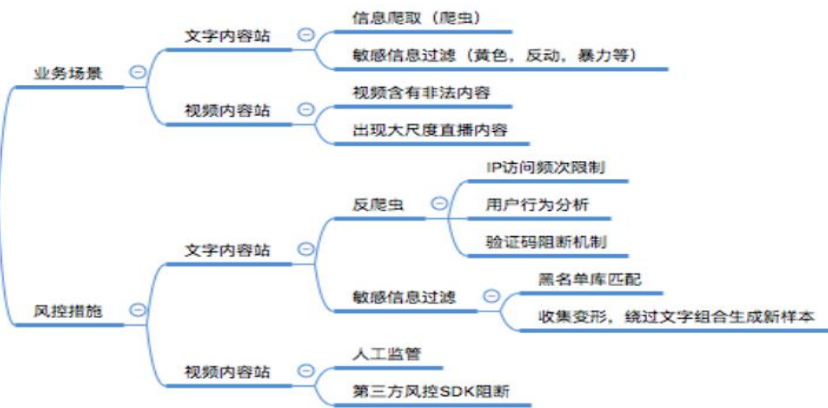 信息爬取（爬虫）
文字内容站
敏感信息过滤（黄色，反动，暴力等）
业务场景
视频含有非法内容
视频内容站
出现大尺度直播内容
IP访问频次限制
反爬虫
用户行为分析
文字内容站
验证码阻断机制
黑名单库匹配
敏感信息过滤
收集变形，绕过文字组合生成新样本
风控措施
人工监管
视频内容站
第三方风控SDK阻断